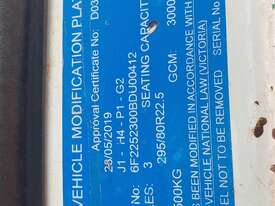 VEHICLE MODIFICATION PLA
Approval Certificate No: D03
23/05/2019
J1 - H4 - P1 - G2
6F2252300BDU00412
ES: 3 SEATING CAPACIT
295/80R22.5
500KG GCM: 3000
BEEN MODIFIED IN ACCORDANCE WITH
E VEHICLE NATIONAL LAW (VICTORIA)
EL NOT TO BE REMOVED SERIAL No